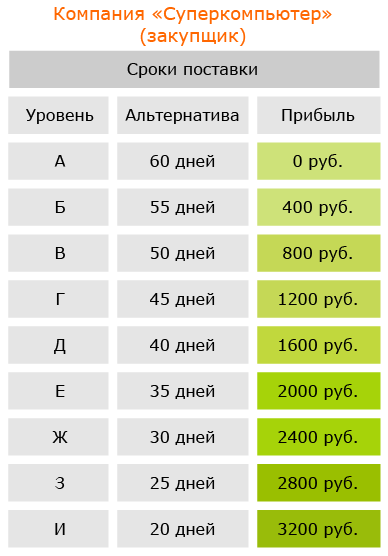 Компания «Суперкомпьютер»
(закупщик)
Сроки поставки
Уровень Альтернатива Прибыль
А 60 дней 0 руб.
Б 55 дней 400 руб.
В 50 дней 800 руб.
Г 45 дней 1200 руб.
Д 40 дней 1600 руб.
Е 35 дней 2000 руб.
Ж 30 дней 2400 руб.
З 25 дней 2800 руб.
И 20 дней 3200 руб.